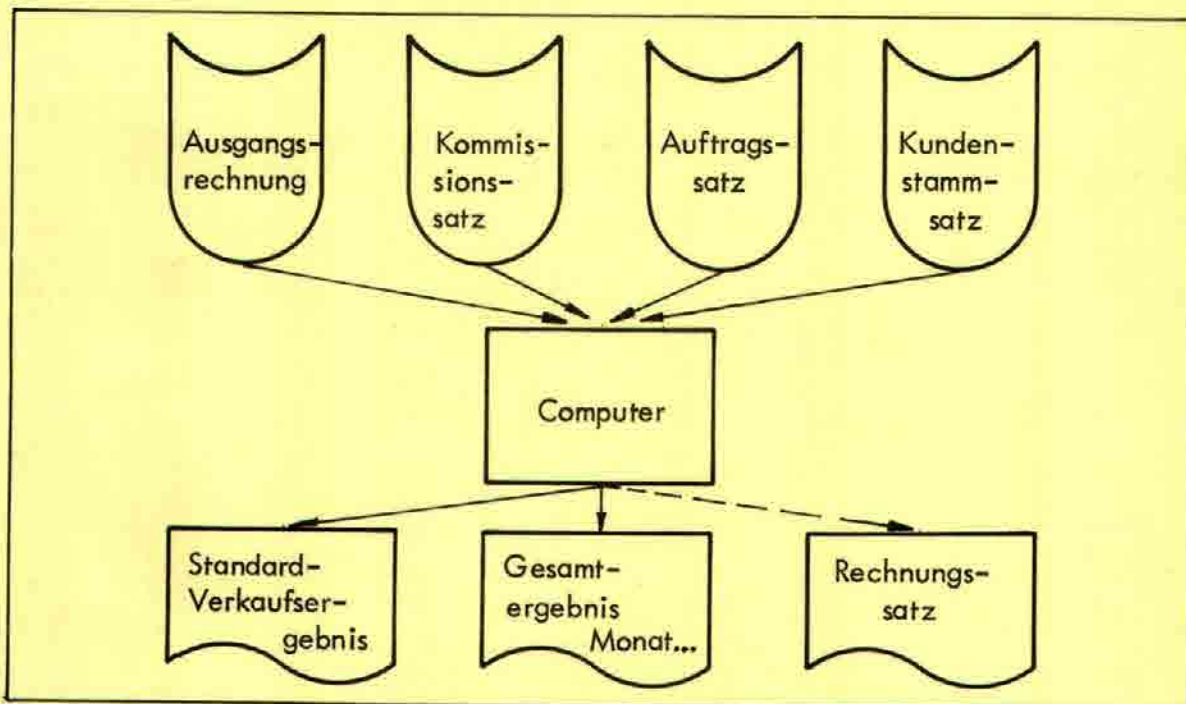 Ausgangs-
rechnung
Kommis-
sions-
satz
Auftrags-
satz
Kunden-
stamm-
satz
Computer
Standard-
Verkaufser-
gebnis
Gesamt-
ergebnis
Monat...
Rechnungs-
satz